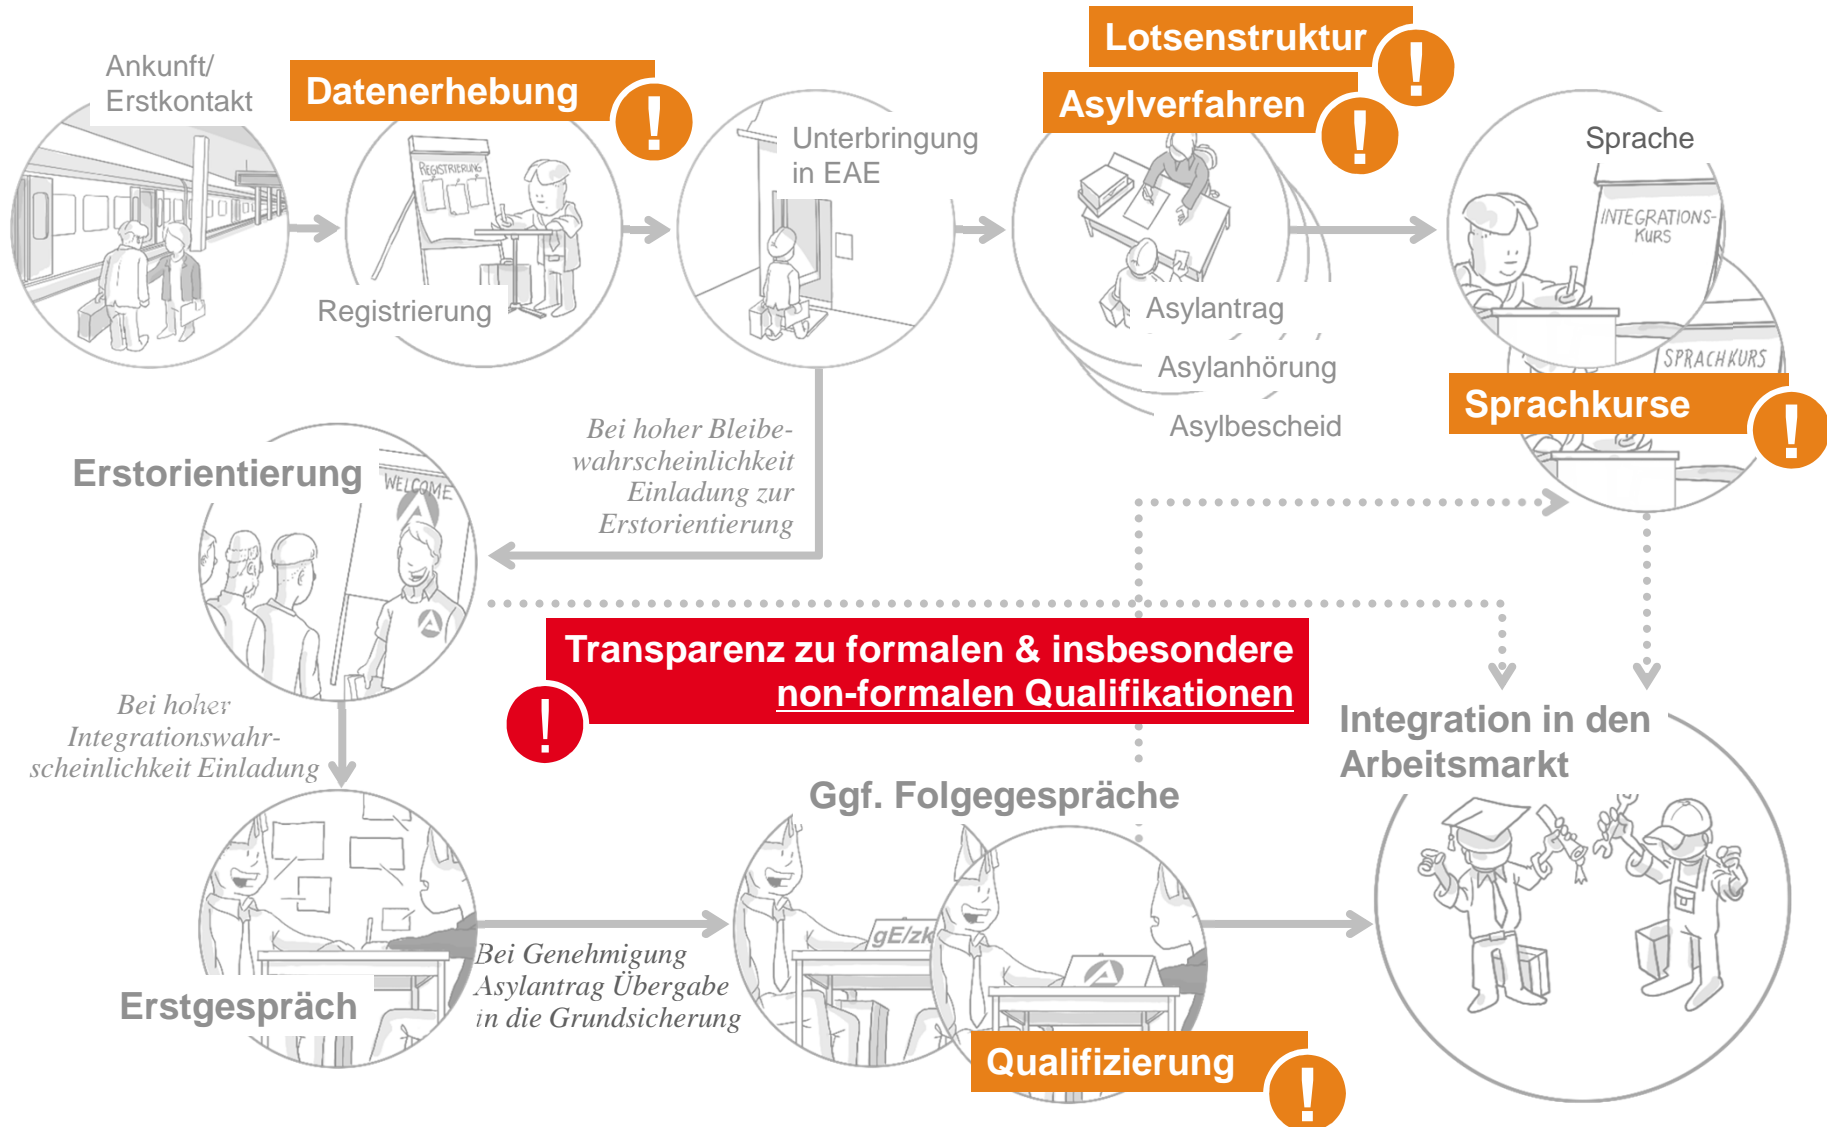 Ankunft/
Erstkontakt
Datenerhebung
!
REGISTRIERUNG
Registrierung
Unterbringung
in EAE
Lotsenstruktur
!
Asylverfahren
!
Asylantrag
Asylanhörung
Asylbescheid
Sprache
INTEGRATIONS-
KURS
SPRACHKURS
Sprachkurse
!
Bei hoher Bleibe-
wahrscheinlichkeit
Einladung zur
Erstorientierung
Erstorientierung
WELCOME
Transparenz zu formalen & insbesondere
non-formalen Qualifikationen
!
Bei hoher
Integrationswahr-
scheinlichkeit Einladung
Erstgespräch
Bei Genehmigung
Asylantrag Übergabe
in die Grundsicherung
Ggf. Folgegespräche
gE/zk
Qualifizierung
!
Integration in den
Arbeitsmarkt